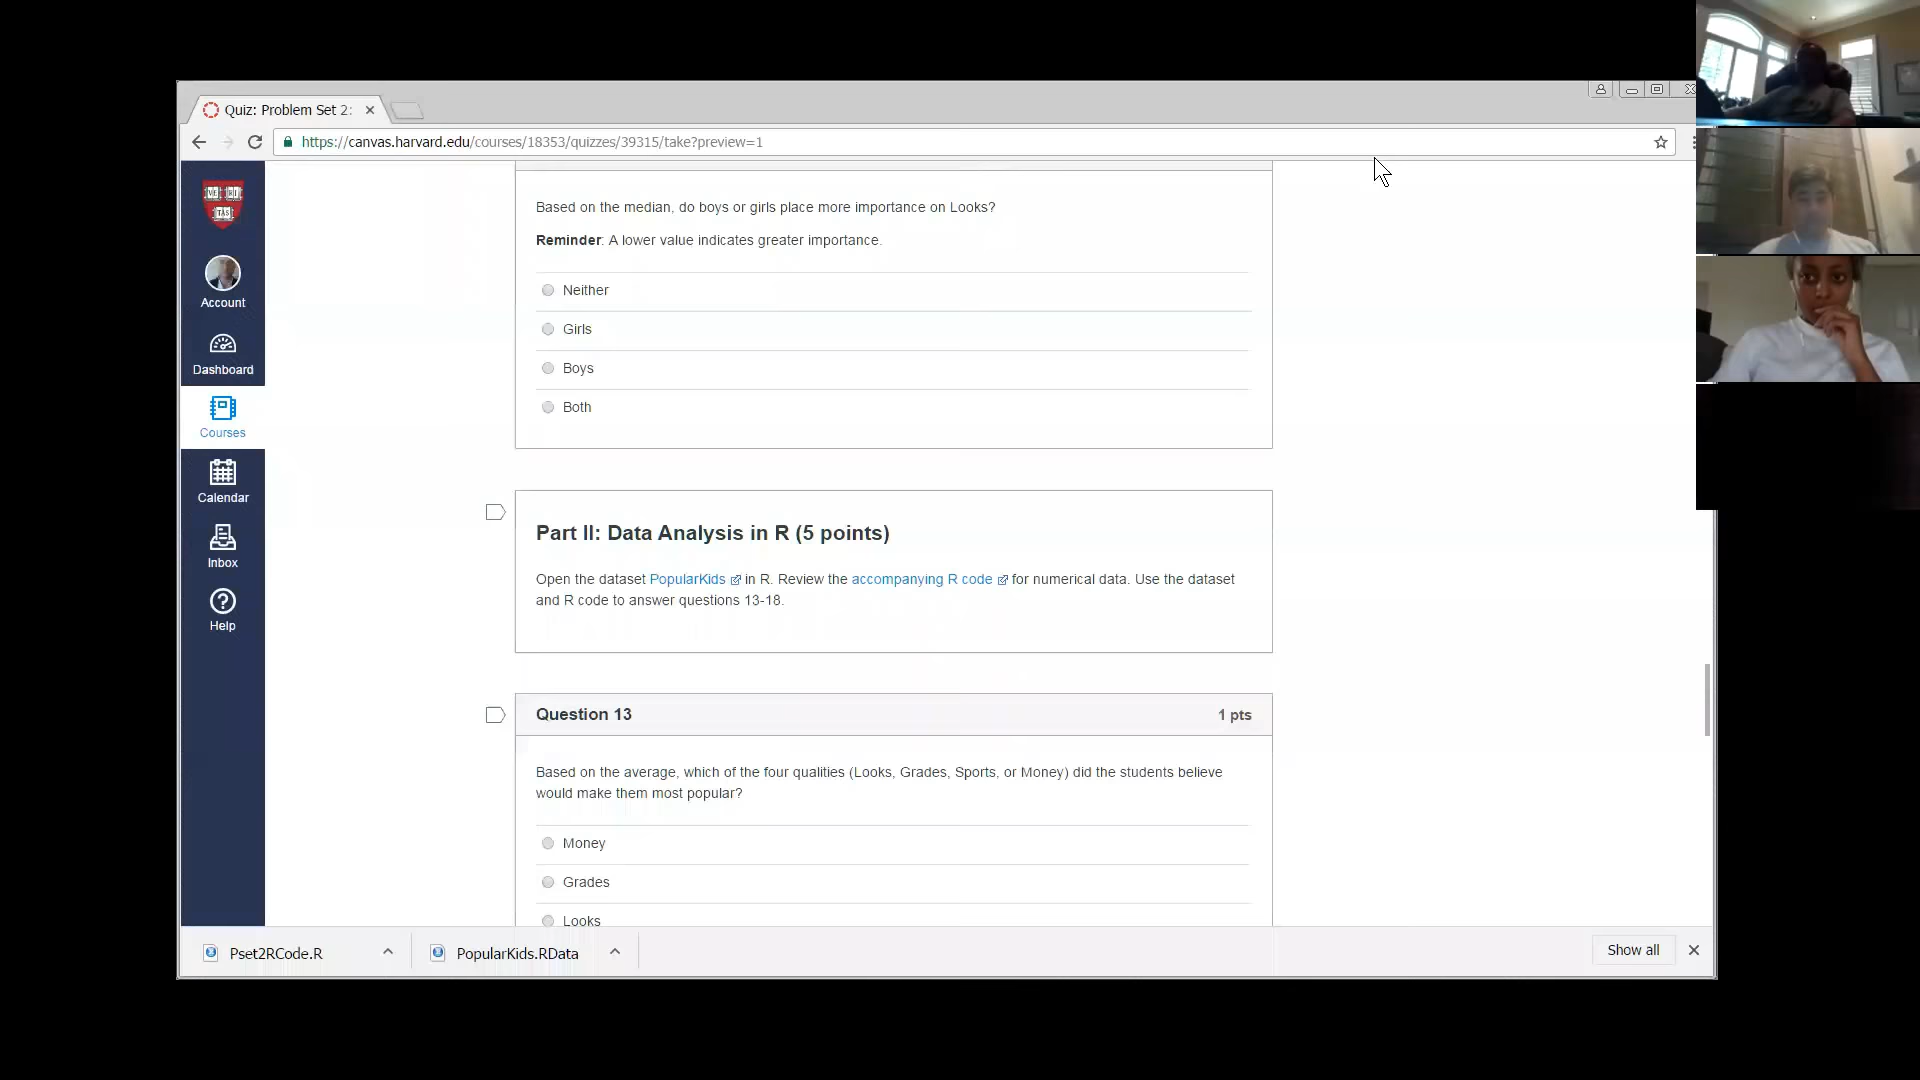 Quiz: Problem Set 2:
https://canvas.harvard.edu/courses/18353/quizzes/39315/take?preview=1
VE RI
TAS
Account
Dashboard
Courses
Calendar
Inbox
Help
Based on the median, do boys or girls place more importance on Looks?
Reminder: A lower value indicates greater importance.
Neither
Girls
Boys
Both
Part II: Data Analysis in R (5 points)
Open the dataset PopularKids in R. Review the accompanying R code for numerical data. Use the dataset
and R code to answer questions 13-18.
Question 13 1 pts
Based on the average, which of the four qualities (Looks, Grades, Sports, or Money) did the students believe
would make them most popular?
Money
Grades
Looks
Pset2RCode.R PopularKids.RData Show all